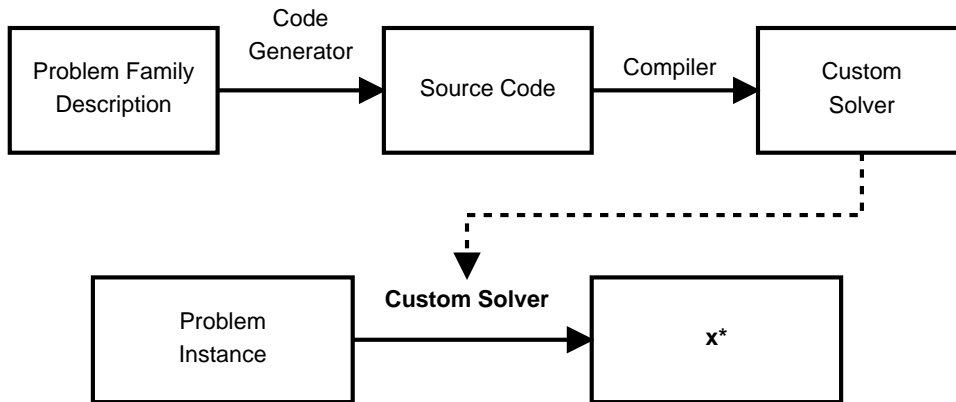 Code
Generator
Problem Family
Description
Source Code
Compiler
Custom
Solver
Custom Solver
Problem
Instance
x*